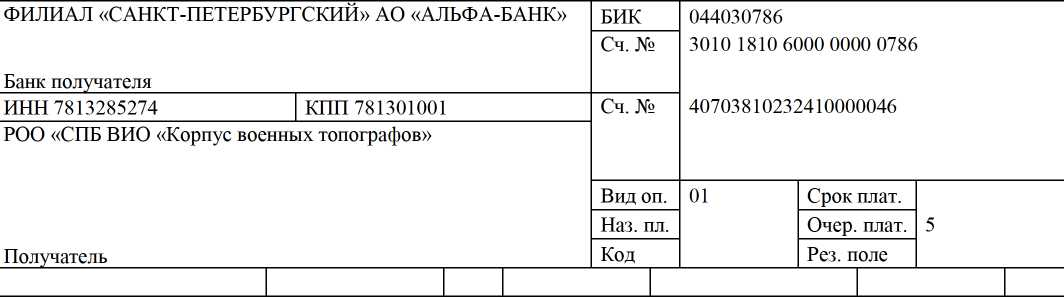 ФИЛИАЛ «САНКТ-ПЕТЕРБУРГСКИЙ» АО «АЛЬФА-БАНК» БИК 044030786
Сч. № 3010 1810 6000 0000 0786
Банк получателя
ИНН 7813285274 КПП 781301001 Сч. № 40703810232410000046
РОО «СПБ ВИО «Корпус военных топографов»
Вид оп. 01 Срок плат.
Наз. пл. Очер. плат. 5
Получатель Код Рез. поле